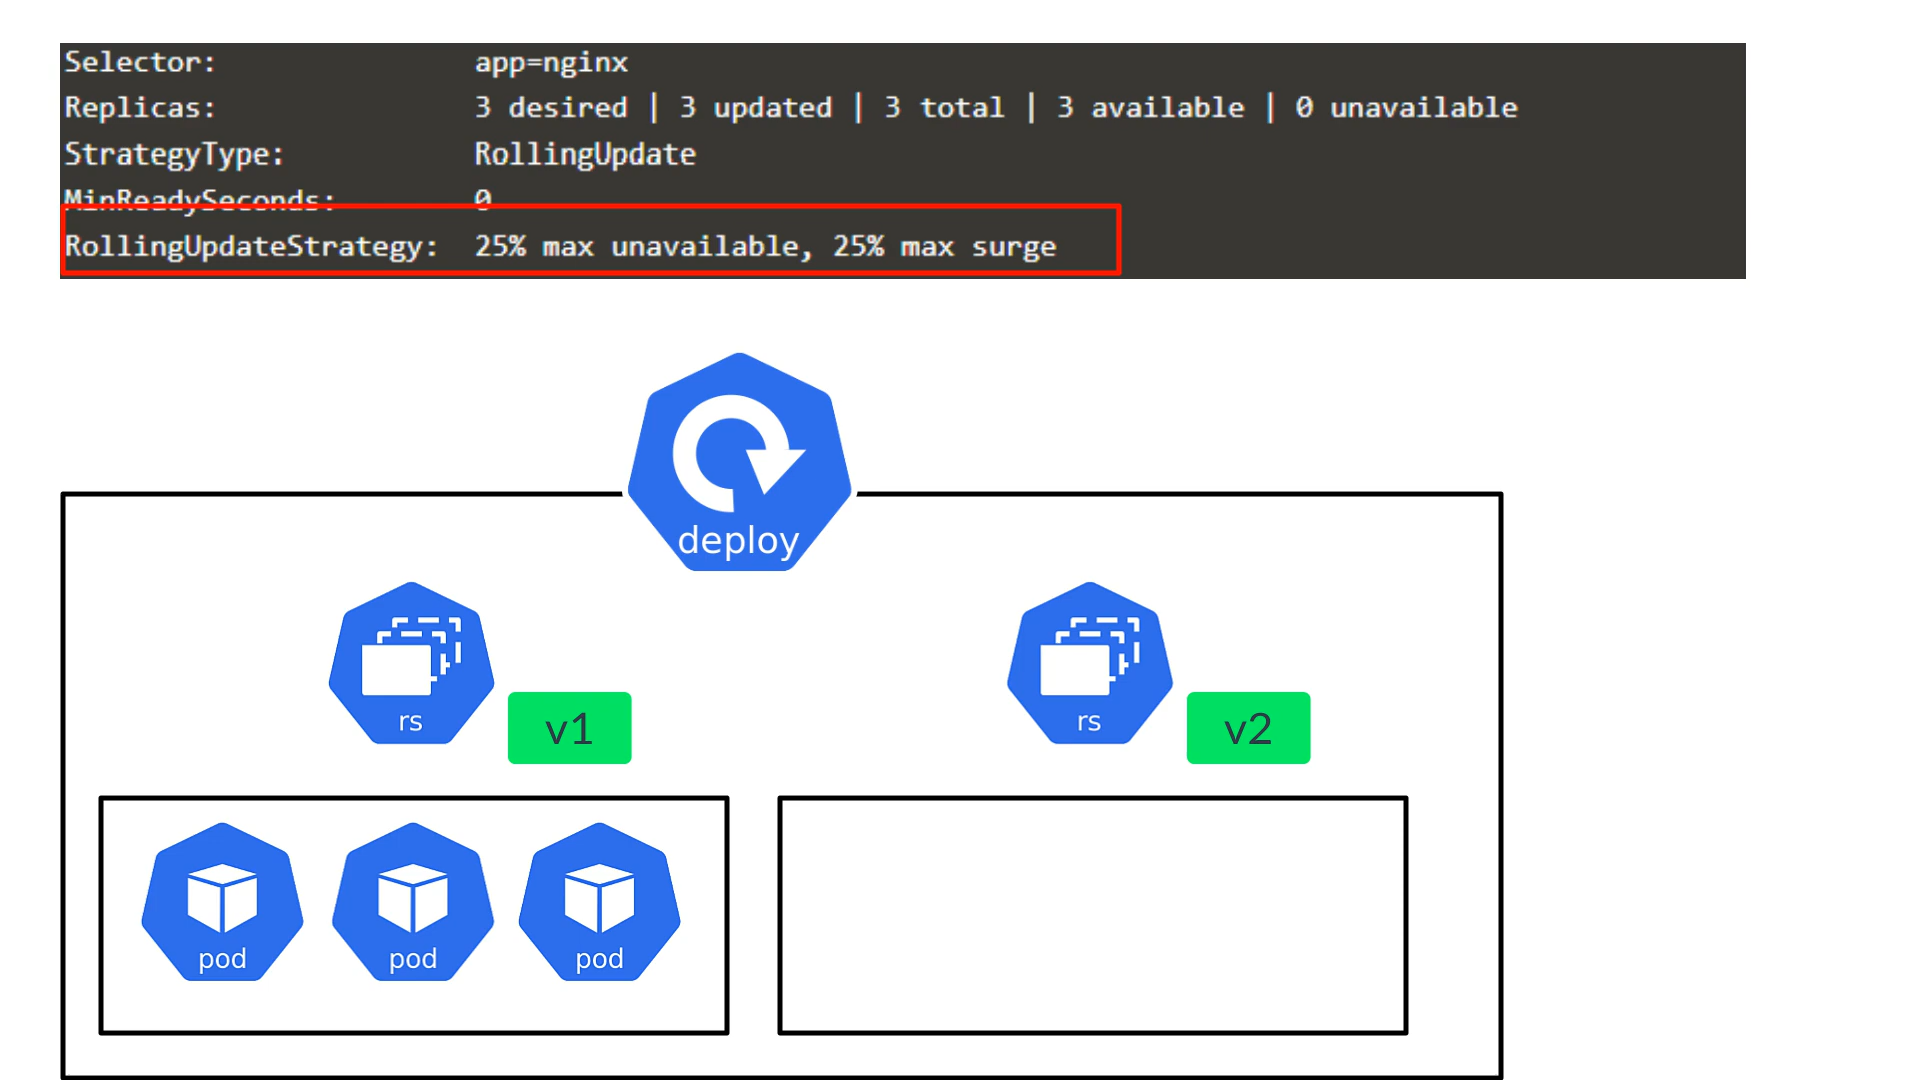 Selector: app=nginx
Replicas: 3 desired | 3 updated | 3 total | 3 available | 0 unavailable
StrategyType: RollingUpdate
MinReadySeconds: 0
RollingUpdateStrategy: 25% max unavailable, 25% max surge
deploy
rs
v1
rs
v2
pod
pod
pod